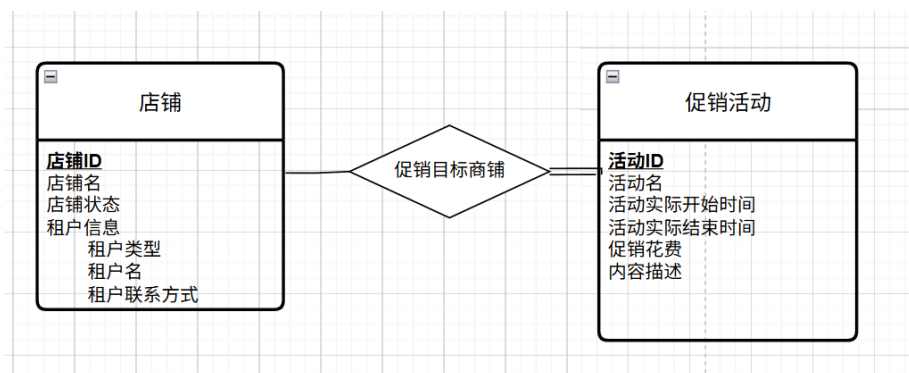 店铺
店铺ID
店铺名
店铺状态
租户信息
租户类型
租户名
租户联系方式
促销目标商铺
促销活动
活动ID
活动名
活动实际开始时间
活动实际结束时间
促销花费
内容描述